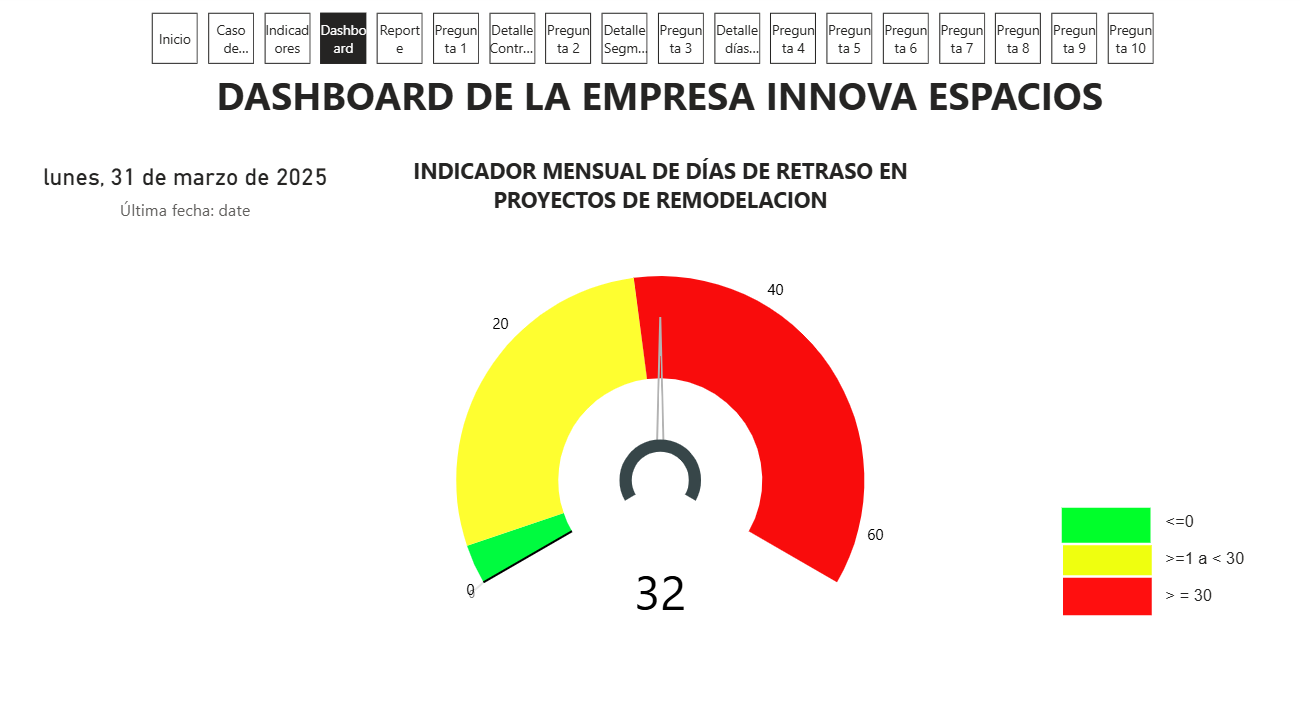 Inicio
Caso de...
Indicadores
Dashboard
Reporte
Pregunta 1
Detalle Contr...
Pregunta 2
Detalle Segm...
Pregunta 3
Detalle días...
Pregunta 4
Pregunta 5
Pregunta 6
Pregunta 7
Pregunta 8
Pregunta 9
Pregunta 10
DASHBOARD DE LA EMPRESA INNOVA ESPACIOS
lunes, 31 de marzo de 2025
Última fecha: date
INDICADOR MENSUAL DE DÍAS DE RETRASO EN
PROYECTOS DE REMODELACION
40
20
60
0
0
32
<=0
>=1 a < 30
> = 30